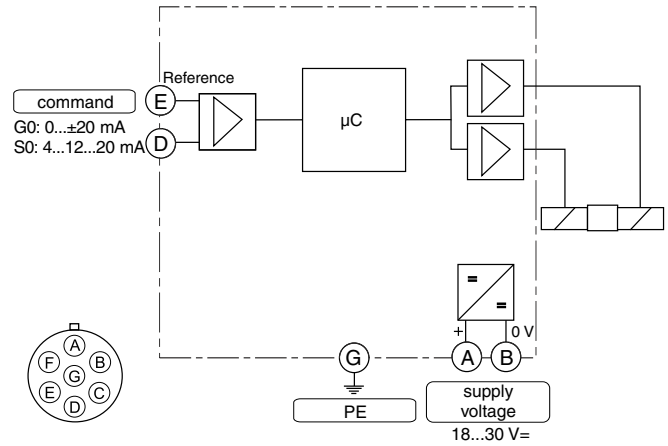 Reference
command
E
G0: 0...±20 mA
D
S0: 4...12...20 mA
µC
=
=
+
0 V
G
A
B
PE
supply
voltage
18...30 V=
A
F
B
G
E
C
D